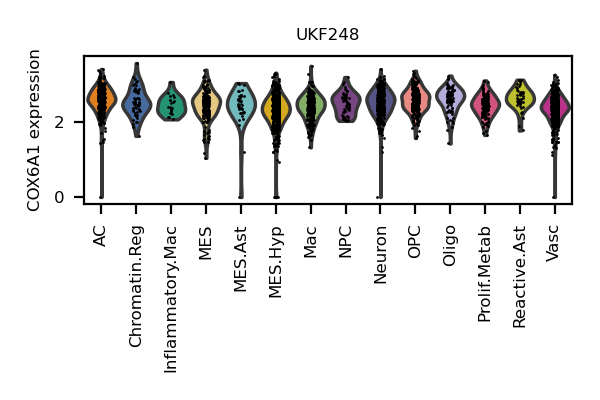 UKF248
COX6A1 expression
2
0
AC
Chromatin.Reg
Inflammatory.Mac
MES
MES.Ast
MES.Hyp
Mac
NPC
Neuron
OPC
Oligo
Prolif.Metab
Reactive.Ast
Vasc